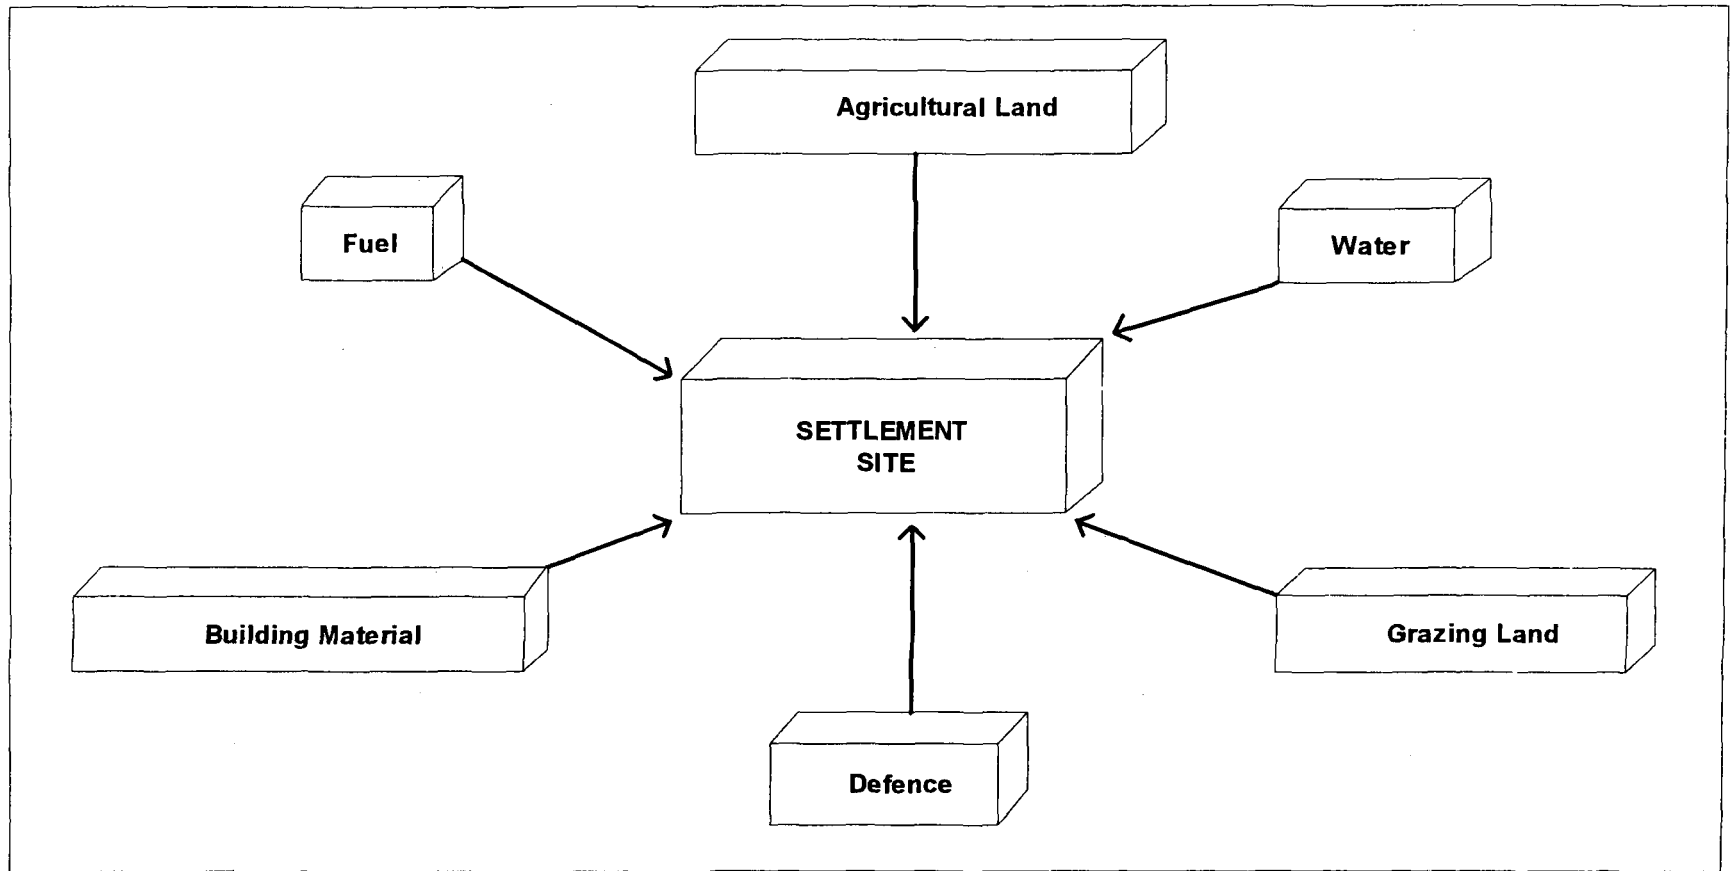 Agricultural Land
Fuel
Water
SETTLEMENT
SITE
Building Material
Grazing Land
Defence